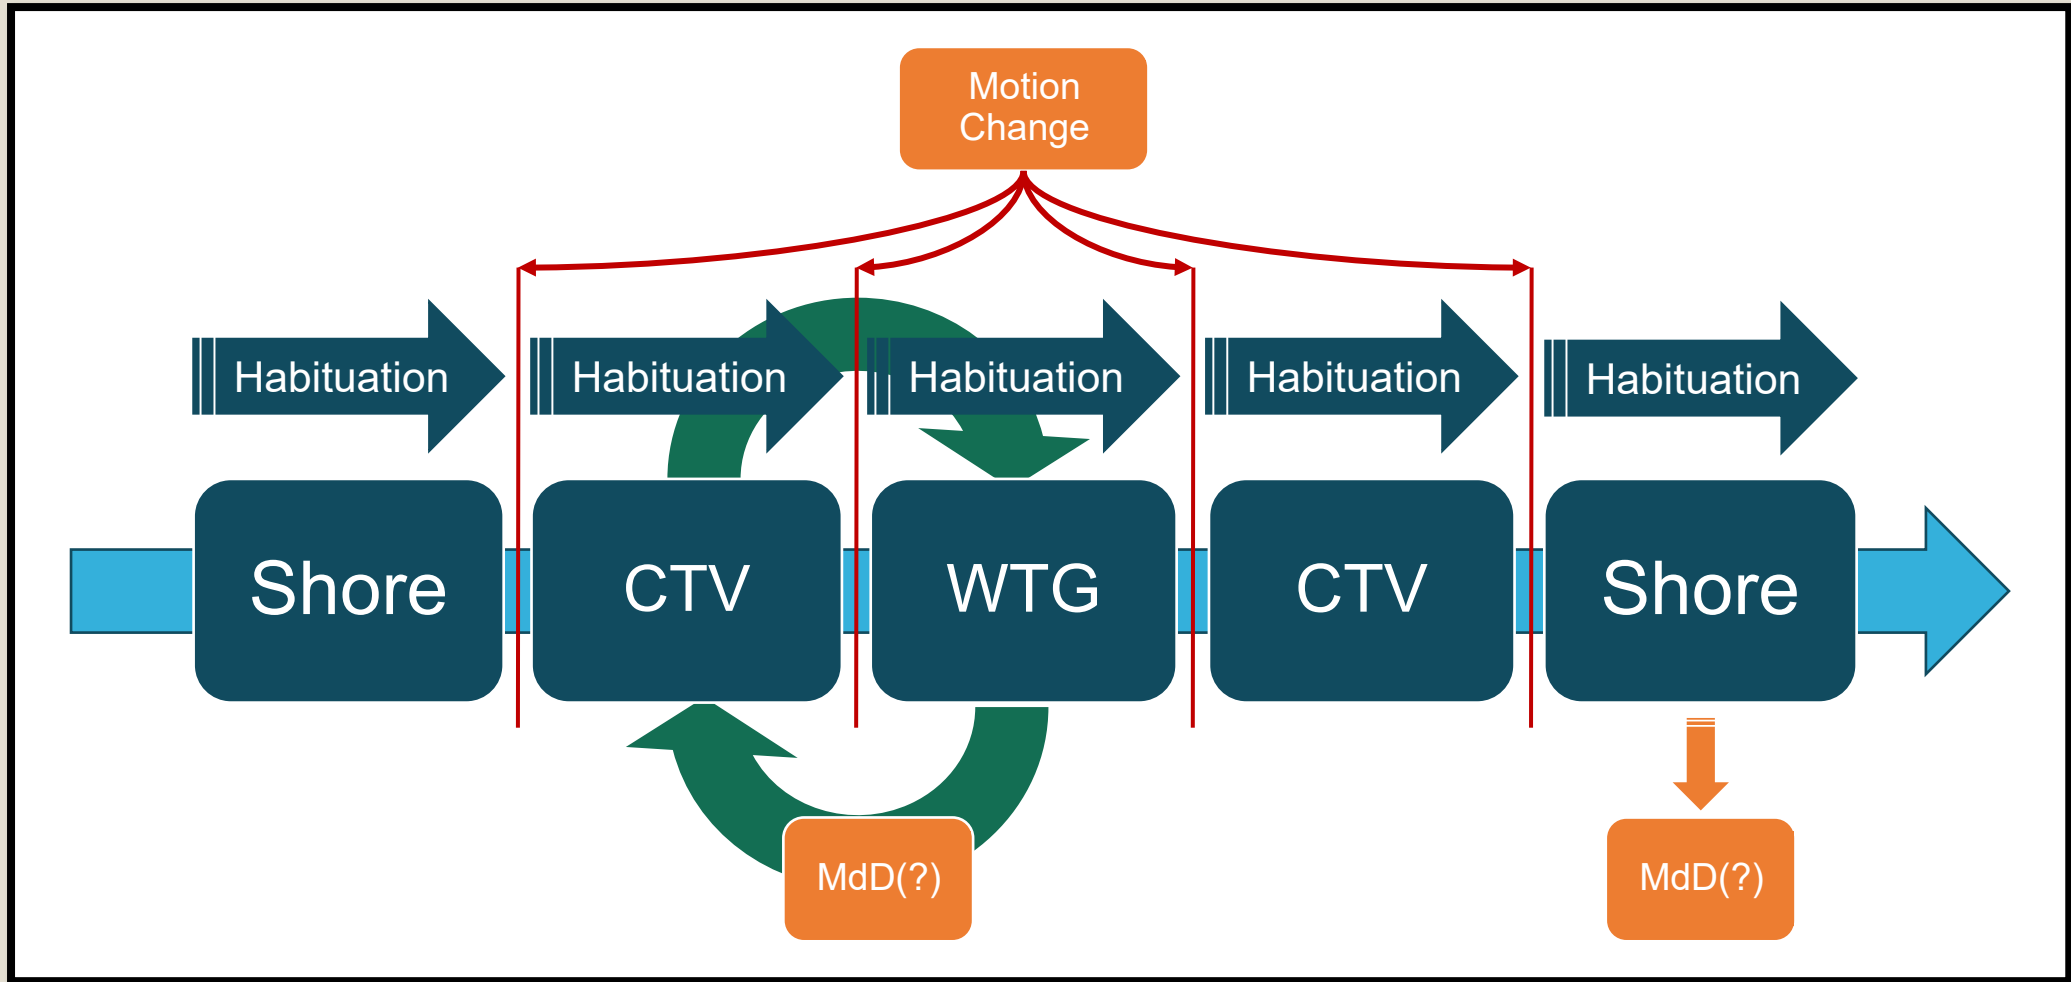 Motion
Change
Habituation
Habituation
Habituation
Habituation
Habituation
Shore
CTV
WTG
CTV
Shore
MdD(?)
MdD(?)